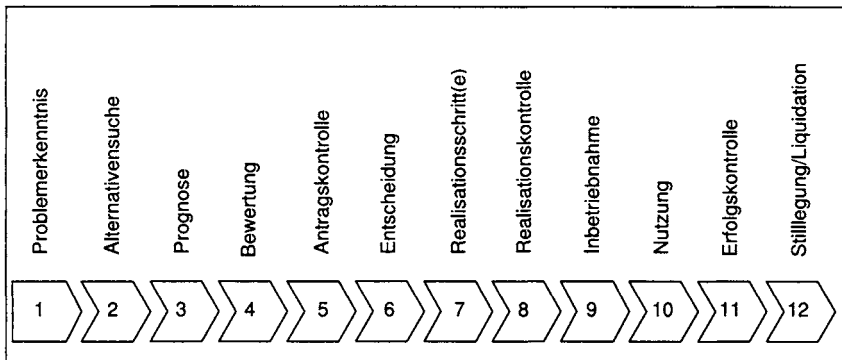 Problemerkenntnis
Alternativensuche
Prognose
Bewertung
Antragskontrolle
Entscheidung
Realisationsschritt(e)
Realisationskontrolle
Inbetriebnahme
Nutzung
Erfolgskontrolle
Stilllegung/Liquidation
1 2 3 4 5 6 7 8 9 10 11 12